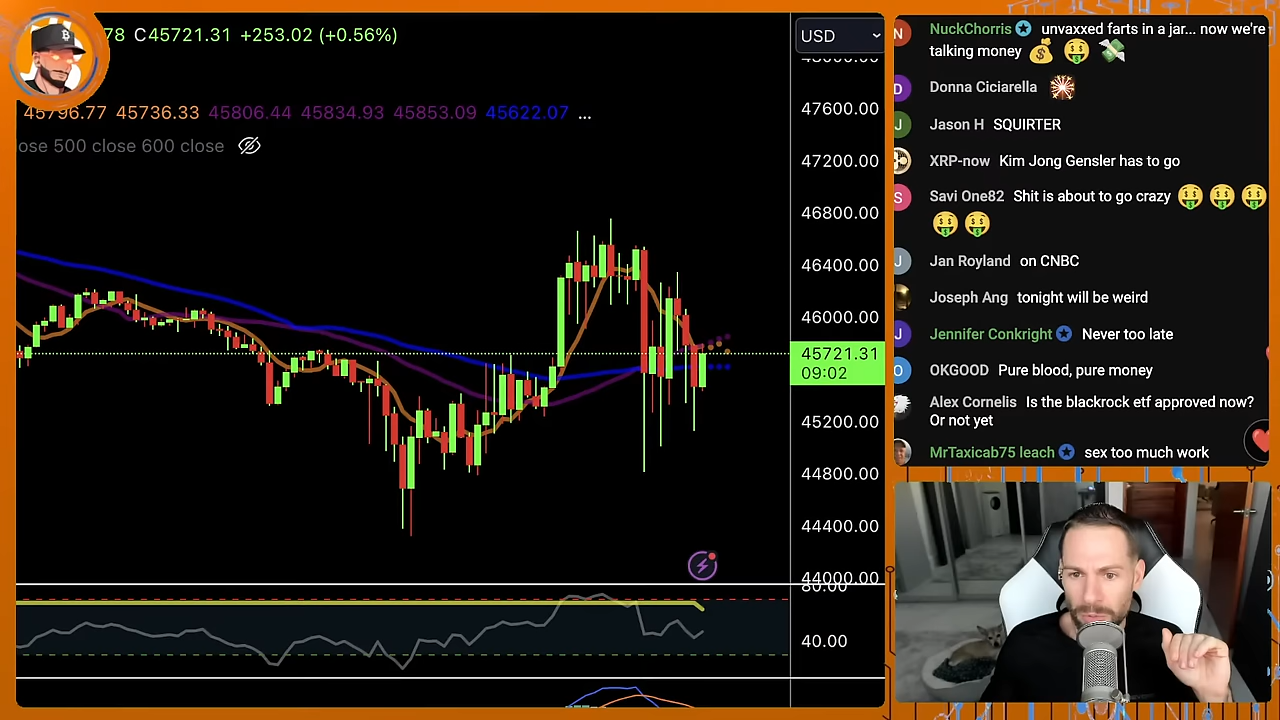 78 C45721.31 +253.02 (+0.56%)
45796.77 45736.33 45806.44 45834.93 45853.09 45622.07 ...
ose 500 close 600 close
USD
47600.00
47200.00
46800.00
46400.00
46000.00
45721.31
09:02
45200.00
44800.00
44400.00
44000.00
80.00
40.00
N
NuckChorris unvaxxed farts in a jar... now we're
talking money
D
Donna Ciciarella
J
Jason H SQUIRTER
XRP-now Kim Jong Gensler has to go
S
Savi One82 Shit is about to go crazy
J
Jan Royland on CNBC
Joseph Ang tonight will be weird
J
Jennifer Conkright Never too late
O
OKGOOD Pure blood, pure money
Alex Cornelis Is the blackrock etf approved now?
Or not yet
MrTaxicab75 leach sex too much work